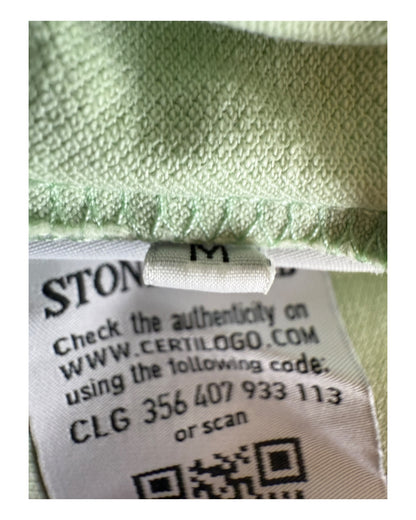 M
STON
Check the authenticity on
WWW.CERTILOGO.COM
using the following code:
CLG 356 407 933 113
or scan